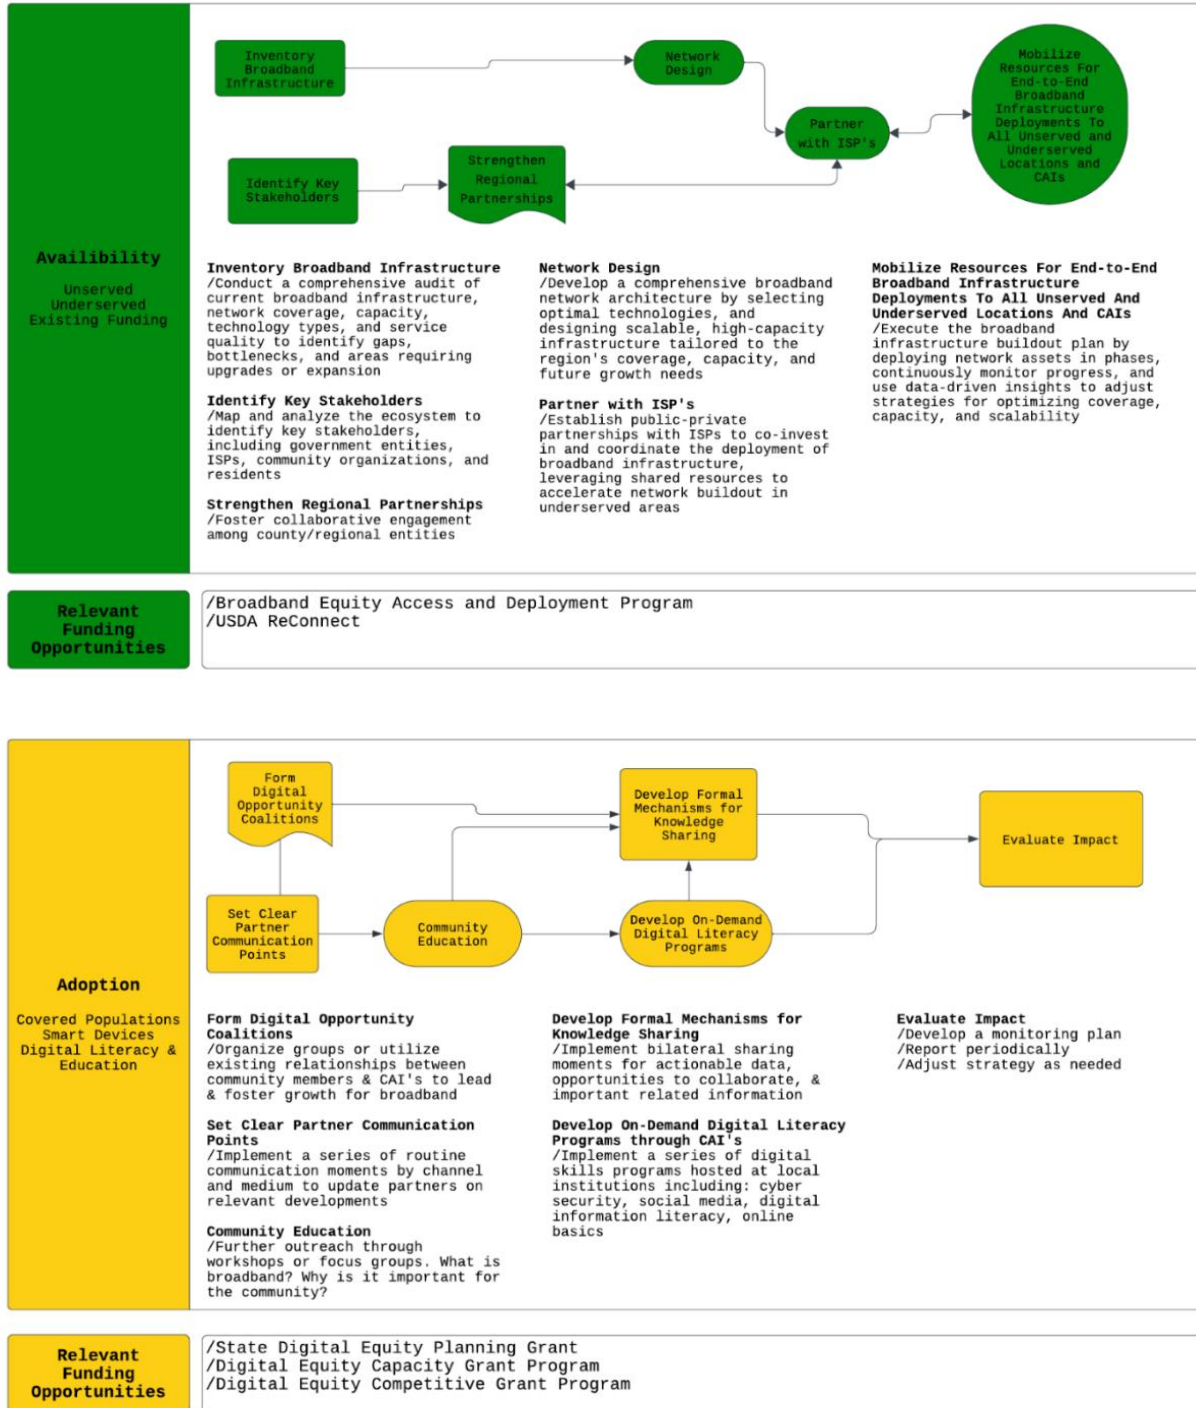 Inventory
Broadband
Infrastructure
Network
Design
Mobilize
Resources For
End-to-End
Broadband
Infrastructure
Deployments To
All Unserved and
Underserved
Locations and
CAIs
Partner
with ISP's
Identify Key
Stakeholders
Strengthen
Regional
Partnerships
Availibility
Unserved
Underserved
Existing Funding
Inventory Broadband Infrastructure
/Conduct a comprehensive audit of
current broadband infrastructure,
network coverage, capacity,
technology types, and service
quality to identify gaps,
bottlenecks, and areas requiring
upgrades or expansion
Identify Key Stakeholders
/Map and analyze the ecosystem to
identify key stakeholders,
including government entities,
ISPs, community organizations, and
residents
Strengthen Regional Partnerships
/Foster collaborative engagement
among county/regional entities
Network Design
/Develop a comprehensive broadband
network architecture by selecting
optimal technologies, and
designing scalable, high-capacity
infrastructure tailored to the
region's coverage, capacity, and
future growth needs
Partner with ISP's
/Establish public-private
partnerships with ISPs to co-invest
in and coordinate the deployment of
broadband infrastructure,
leveraging shared resources to
accelerate network buildout in
underserved areas
Mobilize Resources For End-to-End
Broadband Infrastructure
Deployments To All Unserved And
Underserved Locations And CAIs
/Execute the broadband
infrastructure buildout plan by
deploying network assets in phases,
continuously monitor progress, and
use data-driven insights to adjust
strategies for optimizing coverage,
capacity, and scalability
Relevant
Funding
Opportunities
/Broadband Equity Access and Deployment Program
/USDA ReConnect
Form
Digital
Opportunity
Coalitions
Develop Formal
Mechanisms for
Knowledge
Sharing
Evaluate Impact
Set Clear
Partner
Communication
Points
Community
Education
Develop On-Demand
Digital Literacy
Programs
Adoption
Covered Populations
Smart Devices
Digital Literacy &
Education
Form Digital Opportunity
Coalitions
/Organize groups or utilize
existing relationships between
community members & CAI's to lead
& foster growth for broadband
Set Clear Partner Communication
Points
/Implement a series of routine
communication moments by channel
and medium to update partners on
relevant developments
Community Education
/Further outreach through
workshops or focus groups. What is
broadband? Why is it important for
the community?
Develop Formal Mechanisms for
Knowledge Sharing
/Implement bilateral sharing
moments for actionable data,
opportunities to collaborate, &
important related information
Develop On-Demand Digital Literacy
Programs through CAI's
/Implement a series of digital
skills programs hosted at local
institutions including: cyber
security, social media, digital
information literacy, online
basics
Evaluate Impact
/Develop a monitoring plan
/Report periodically
/Adjust strategy as needed
Relevant
Funding
Opportunities
/State Digital Equity Planning Grant
/Digital Equity Capacity Grant Program
/Digital Equity Competitive Grant Program